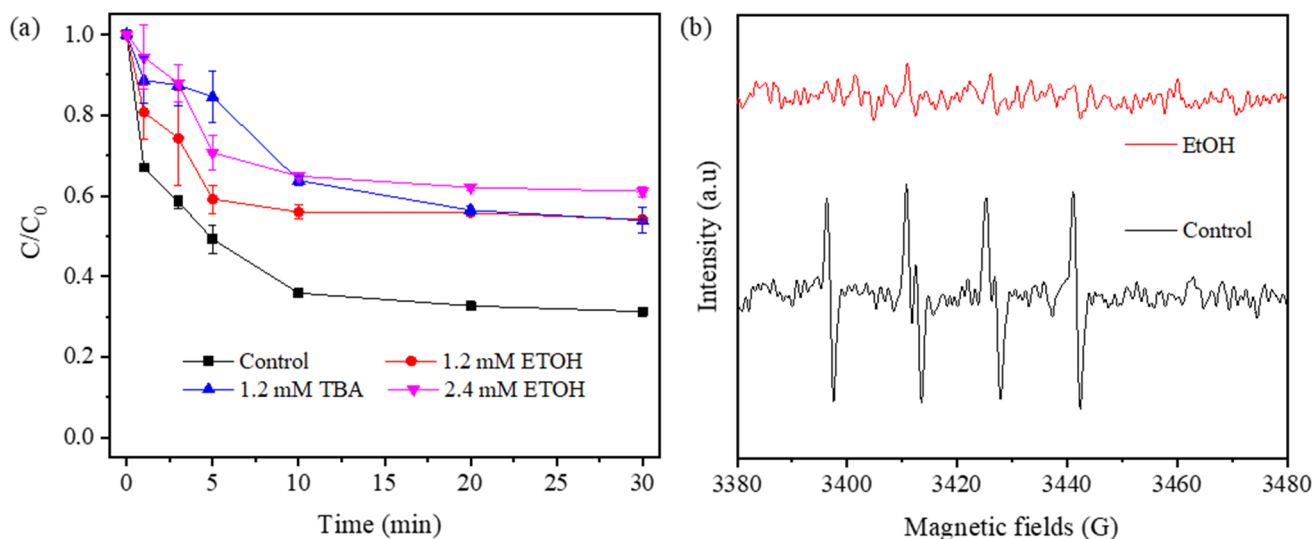 (a)
1.0
0.8
0.6
0.4
0.2
0.0
C/C0
Control
1.2 mM ETOH
1.2 mM TBA
2.4 mM ETOH
0
5
10
15
20
25
30
Time (min)
(b)
Intensity (a.u)
EtOH
Control
3380
3400
3420
3440
3460
3480
Magnetic fields (G)